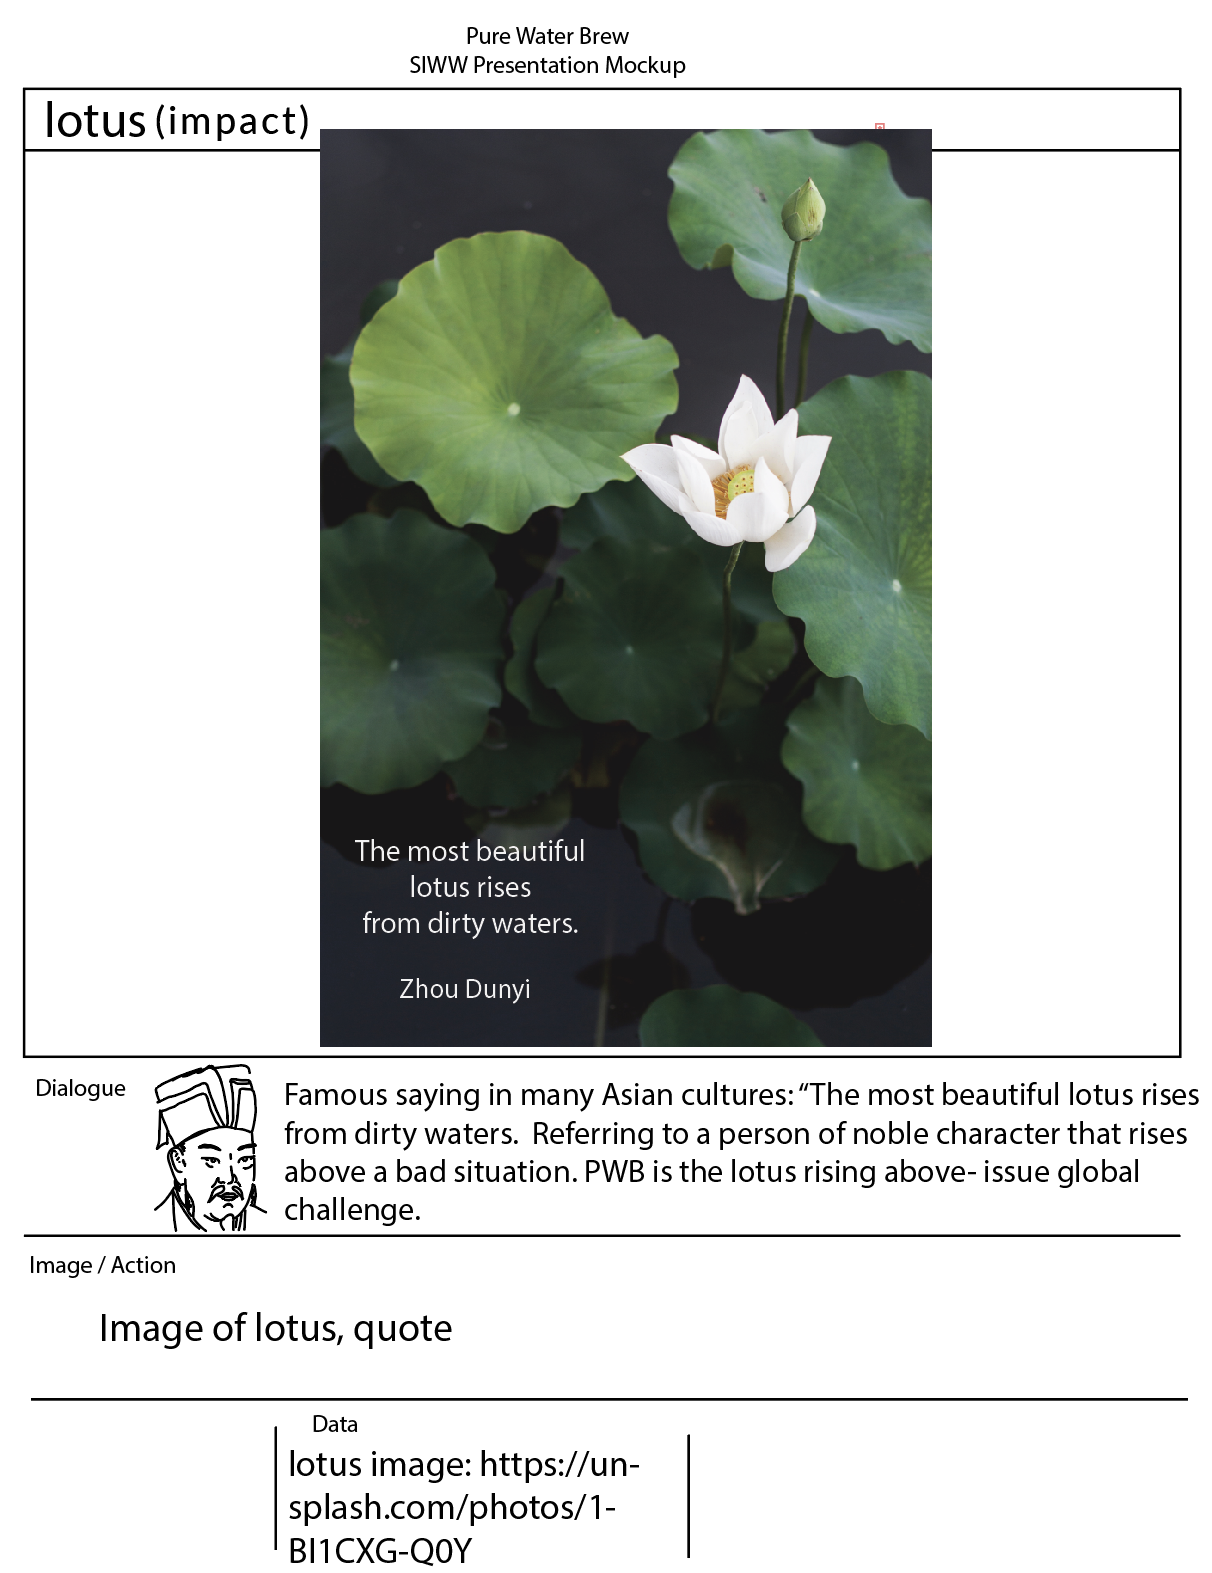 Pure Water Brew
SIWW Presentation Mockup
lotus (impact)
The most beautiful
lotus rises
from dirty waters.
Zhou Dunyi
Dialogue
Famous saying in many Asian cultures: “The most beautiful lotus rises
from dirty waters.  Referring to a person of noble character that rises
above a bad situation. PWB is the lotus rising above- issue global
challenge.
Image / Action
Image of lotus, quote
Data
lotus image: https://un-
splash.com/photos/1-
BI1CXG-Q0Y